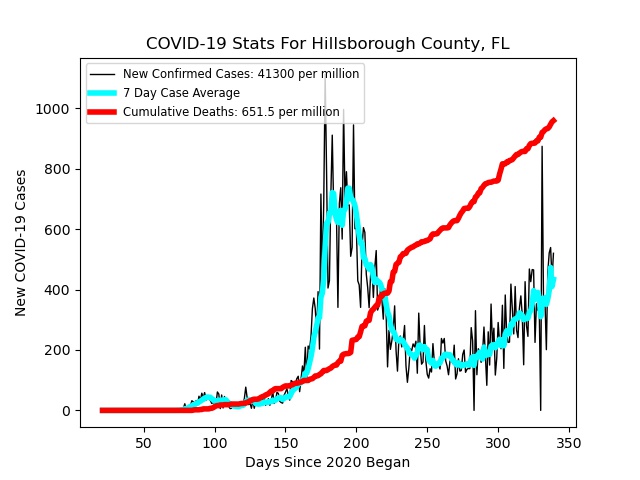 COVID-19 Stats For Hillsborough County, FL
New Confirmed Cases: 41300 per million
7 Day Case Average
Cumulative Deaths: 651.5 per million
New COVID-19 Cases
1000
800
600
400
200
0
50 100 150 200 250 300 350
Days Since 2020 Began